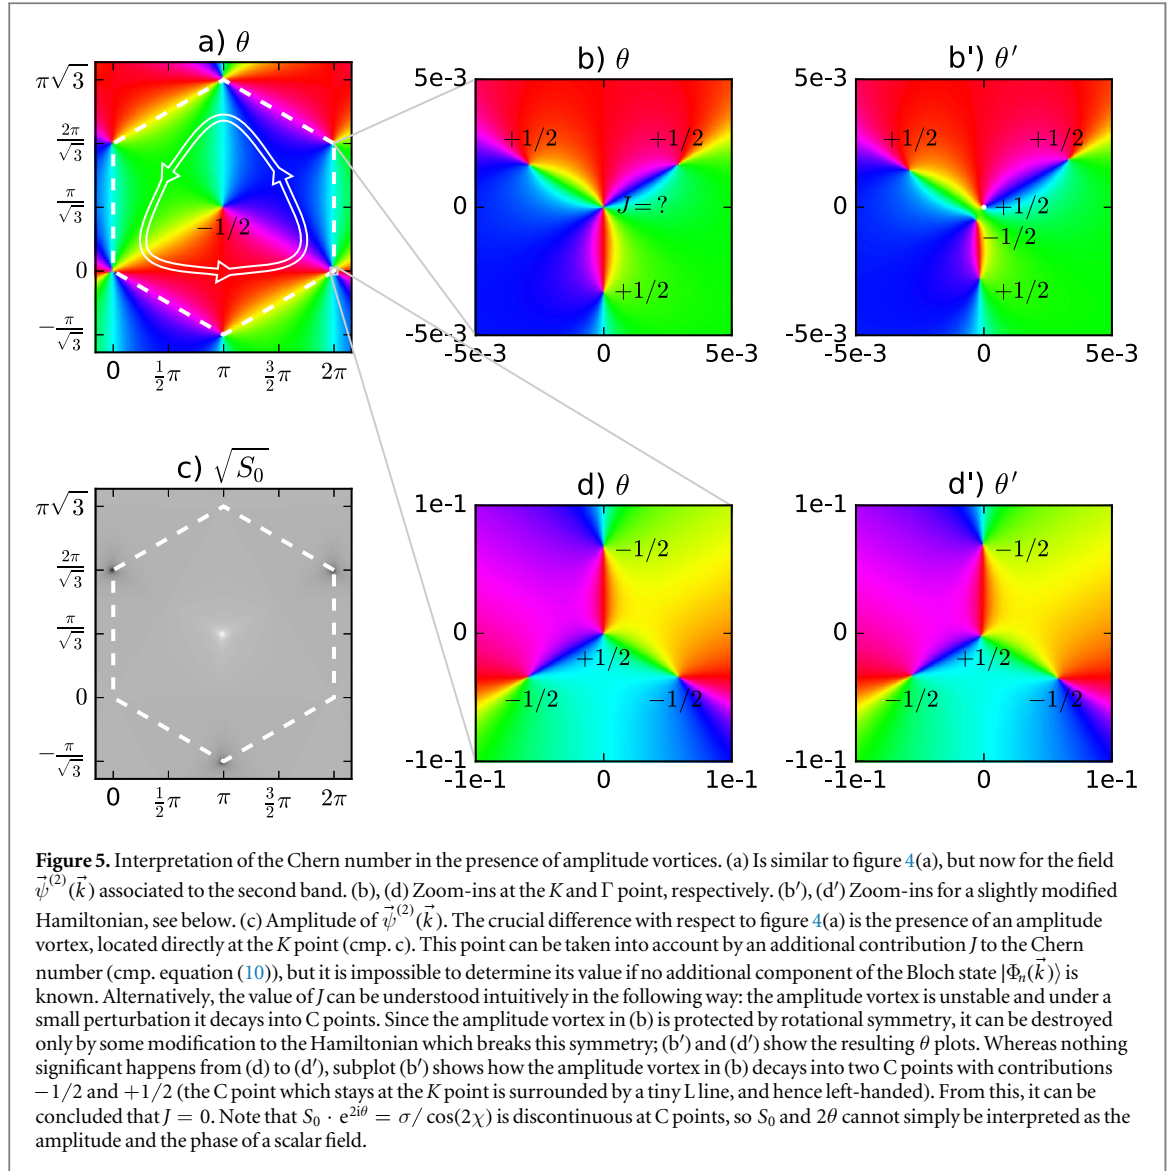 a) θ
π√3
2π/√3
π/√3
0
−π/√3
0
½π
π
3/2π
2π
−1/2
b) θ
5e-3
0
-5e-3
-5e-3
0
5e-3
+1/2
+1/2
J=?
+1/2
b') θ′
5e-3
0
-5e-3
-5e-3
0
5e-3
+1/2
+1/2
+1/2
−1/2
+1/2
c) √S₀
π√3
2π/√3
π/√3
0
−π/√3
0
½π
π
3/2π
2π
d) θ
1e-1
0
-1e-1
-1e-1
0
1e-1
−1/2
+1/2
−1/2
−1/2
d') θ′
1e-1
0
-1e-1
-1e-1
0
1e-1
−1/2
+1/2
−1/2
−1/2
Figure 5. Interpretation of the Chern number in the presence of amplitude vortices. (a) Is similar to figure 4(a), but now for the field
ψ⃗⁽²⁾(k⃗) associated to the second band. (b), (d) Zoom-ins at the K and Γ point, respectively. (b′), (d′) Zoom-ins for a slightly modified
Hamiltonian, see below. (c) Amplitude of ψ⃗⁽²⁾(k⃗). The crucial difference with respect to figure 4(a) is the presence of an amplitude
vortex, located directly at the K point (cmp. c). This point can be taken into account by an additional contribution J to the Chern
number (cmp. equation (10)), but it is impossible to determine its value if no additional component of the Bloch state |Φₙ(k⃗)⟩ is
known. Alternatively, the value of J can be understood intuitively in the following way: the amplitude vortex is unstable and under a
small perturbation it decays into C points. Since the amplitude vortex in (b) is protected by rotational symmetry, it can be destroyed
only by some modification to the Hamiltonian which breaks this symmetry; (b′) and (d′) show the resulting θ plots. Whereas nothing
significant happens from (d) to (d′), subplot (b′) shows how the amplitude vortex in (b) decays into two C points with contributions
−1/2 and +1/2 (the C point which stays at the K point is surrounded by a tiny L line, and hence left-handed). From this, it can be
concluded that J = 0. Note that S₀ · e²ⁱᶿ = σ/ cos(2χ) is discontinuous at C points, so S₀ and 2θ cannot simply be interpreted as the
amplitude and the phase of a scalar field.